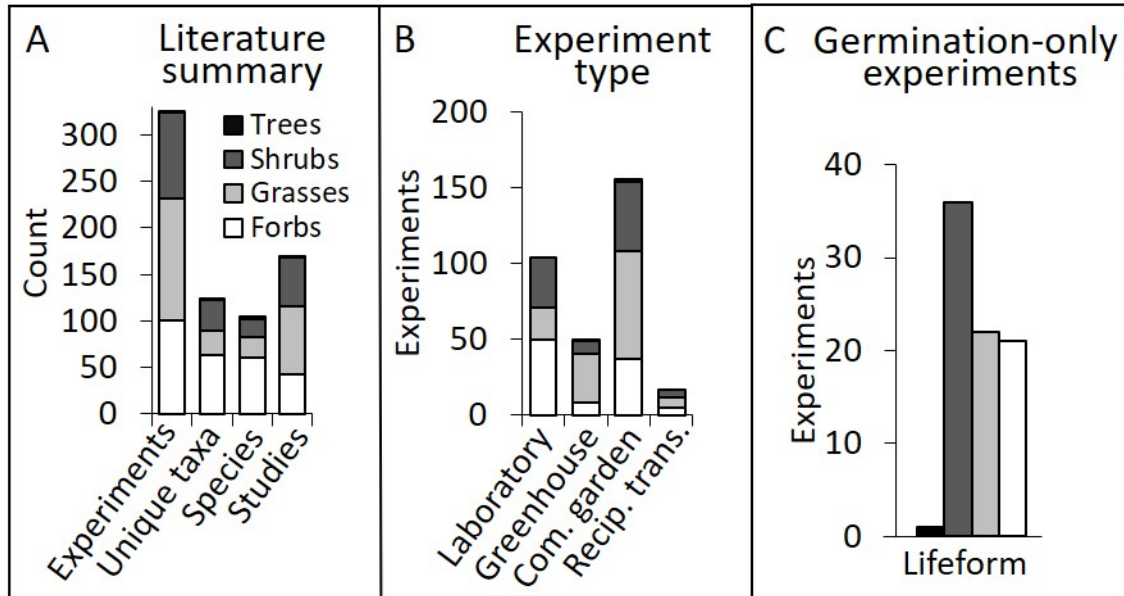 A
Literature
summary
Count
300
250
200
150
100
50
0
Trees
Shrubs
Grasses
Forbs
Experiments
Unique taxa
Species
Studies
B
Experiment
type
Experiments
200
150
100
50
0
Laboratory
Greenhouse
Com. garden
Recip. trans.
C
Germination-only
experiments
Experiments
40
30
20
10
0
Lifeform